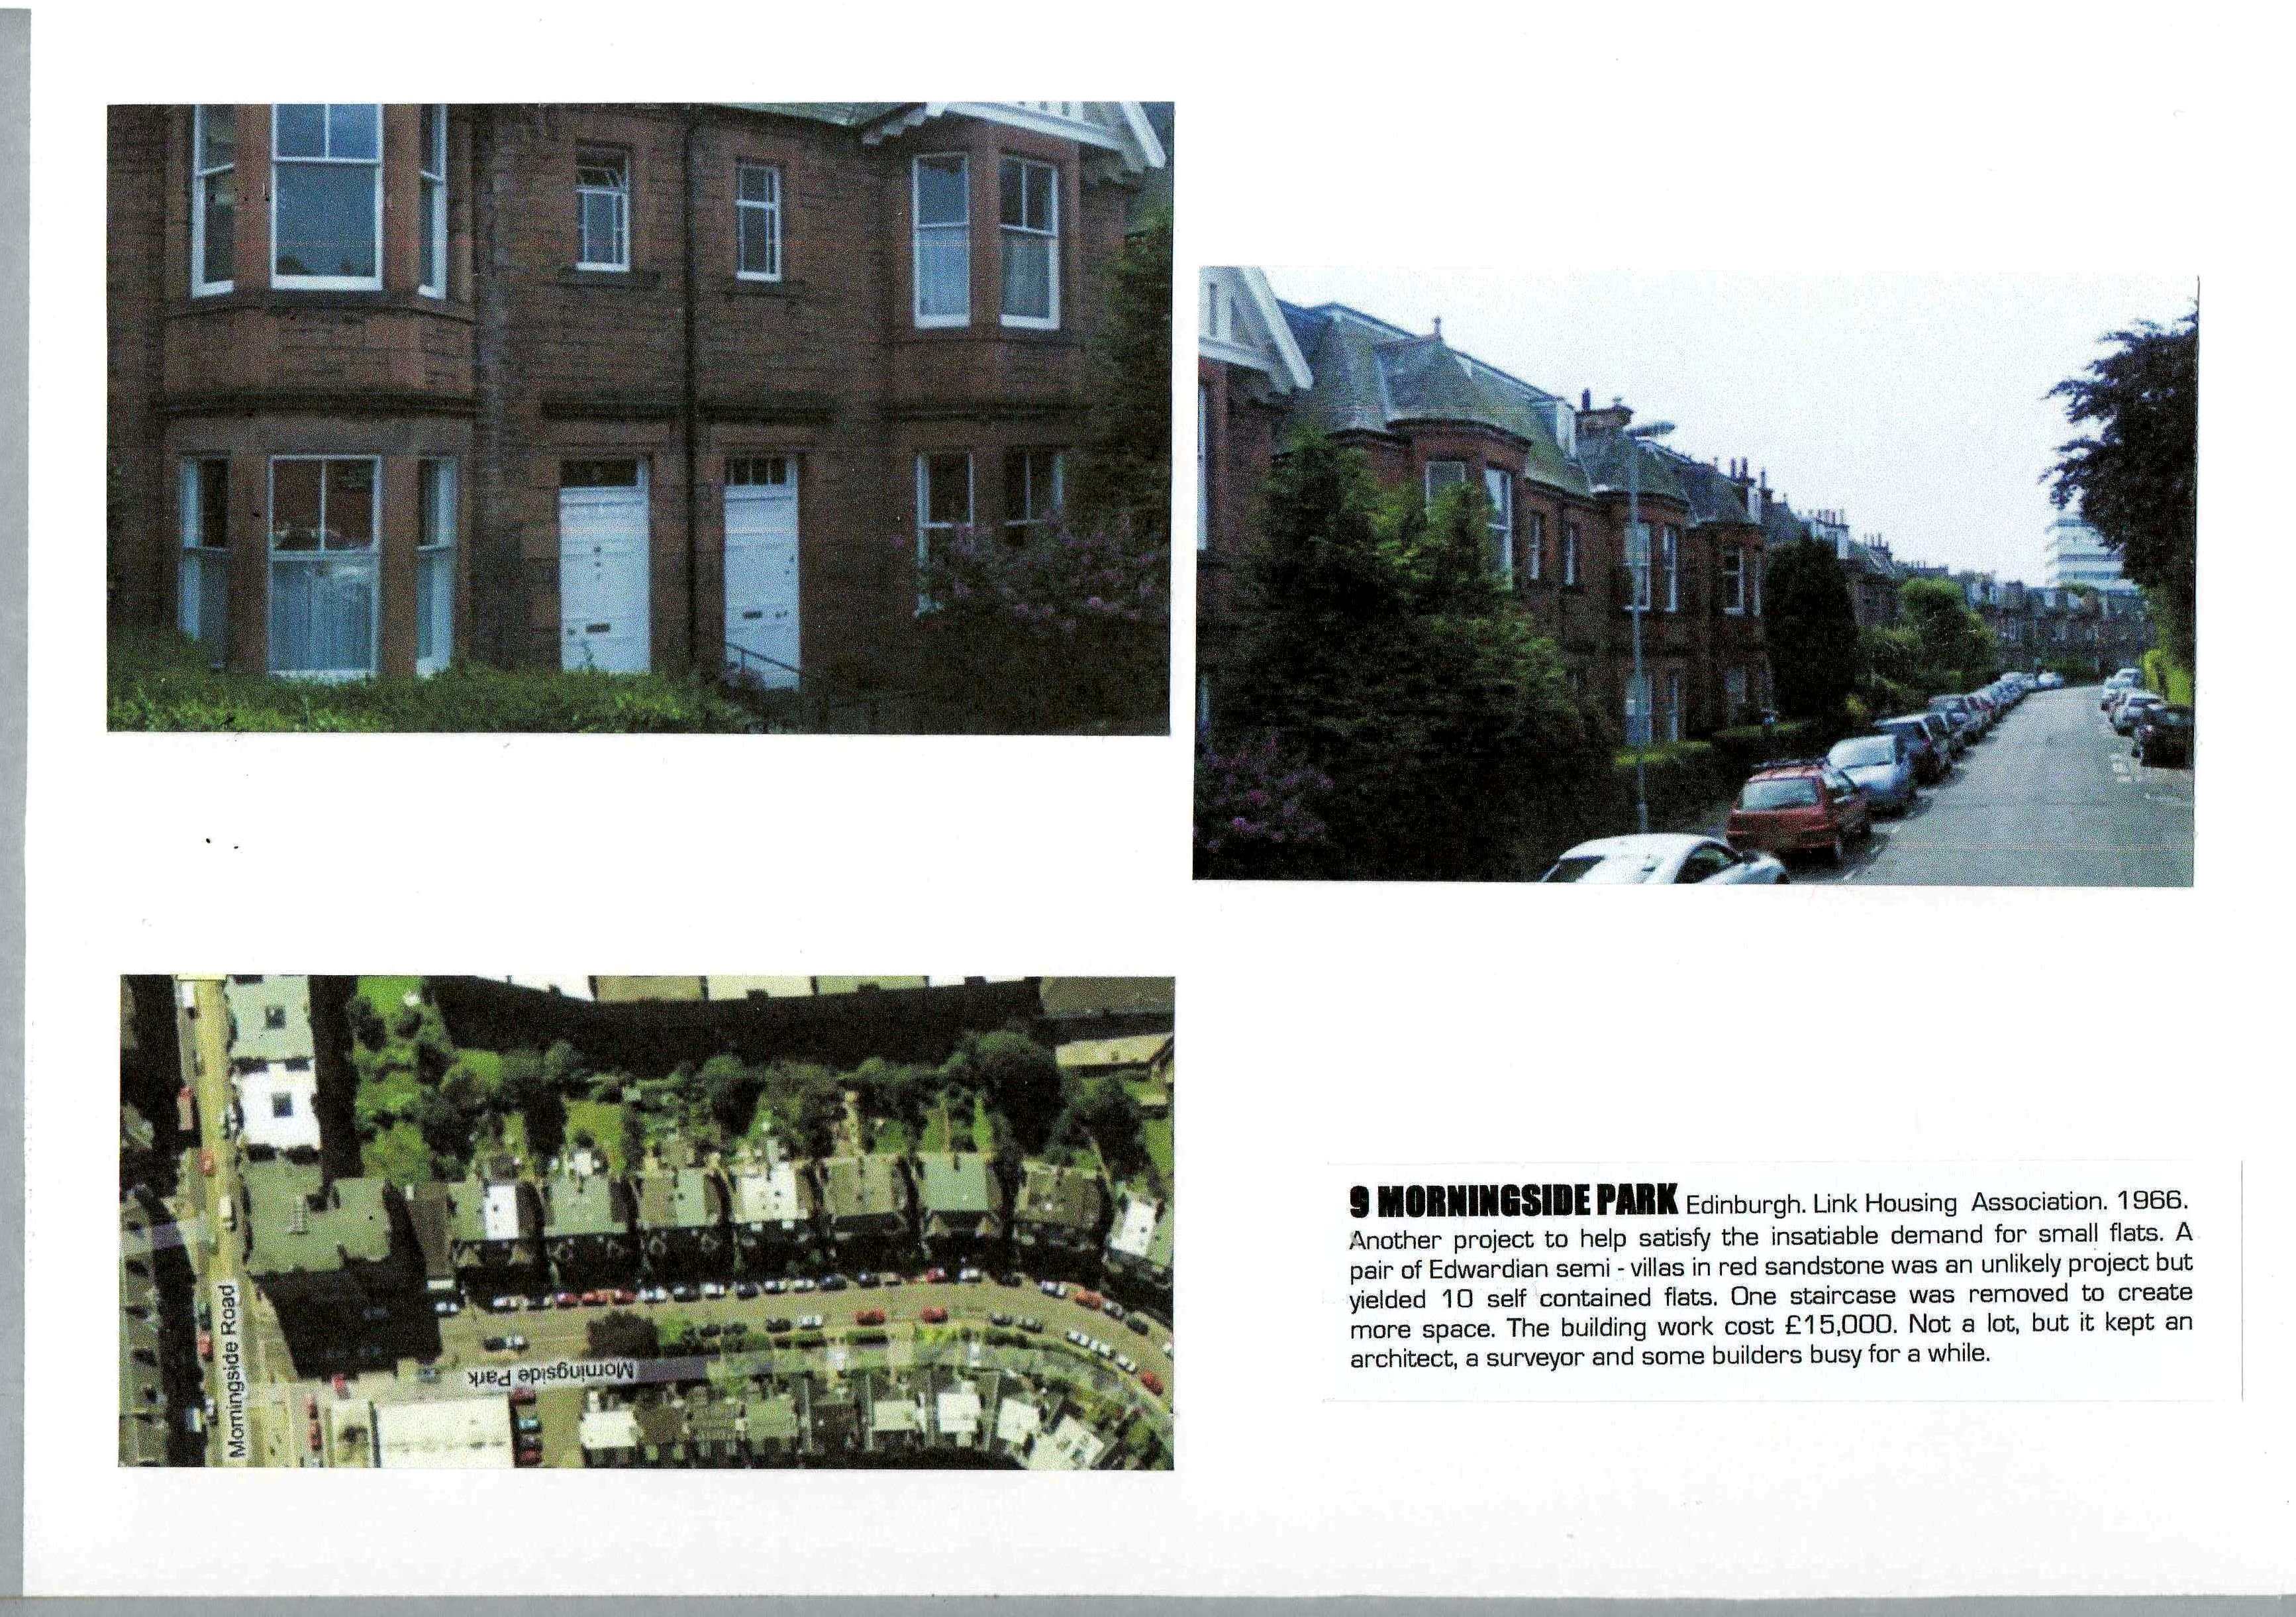 Morningside Road
Morningside Park
9 MORNINGSIDE PARK Edinburgh. Link Housing Association. 1966.
Another project to help satisfy the insatiable demand for small flats. A
pair of Edwardian semi - villas in red sandstone was an unlikely project but
yielded 10 self contained flats. One staircase was removed to create
more space. The building work cost £15,000. Not a lot, but it kept an
architect, a surveyor and some builders busy for a while.